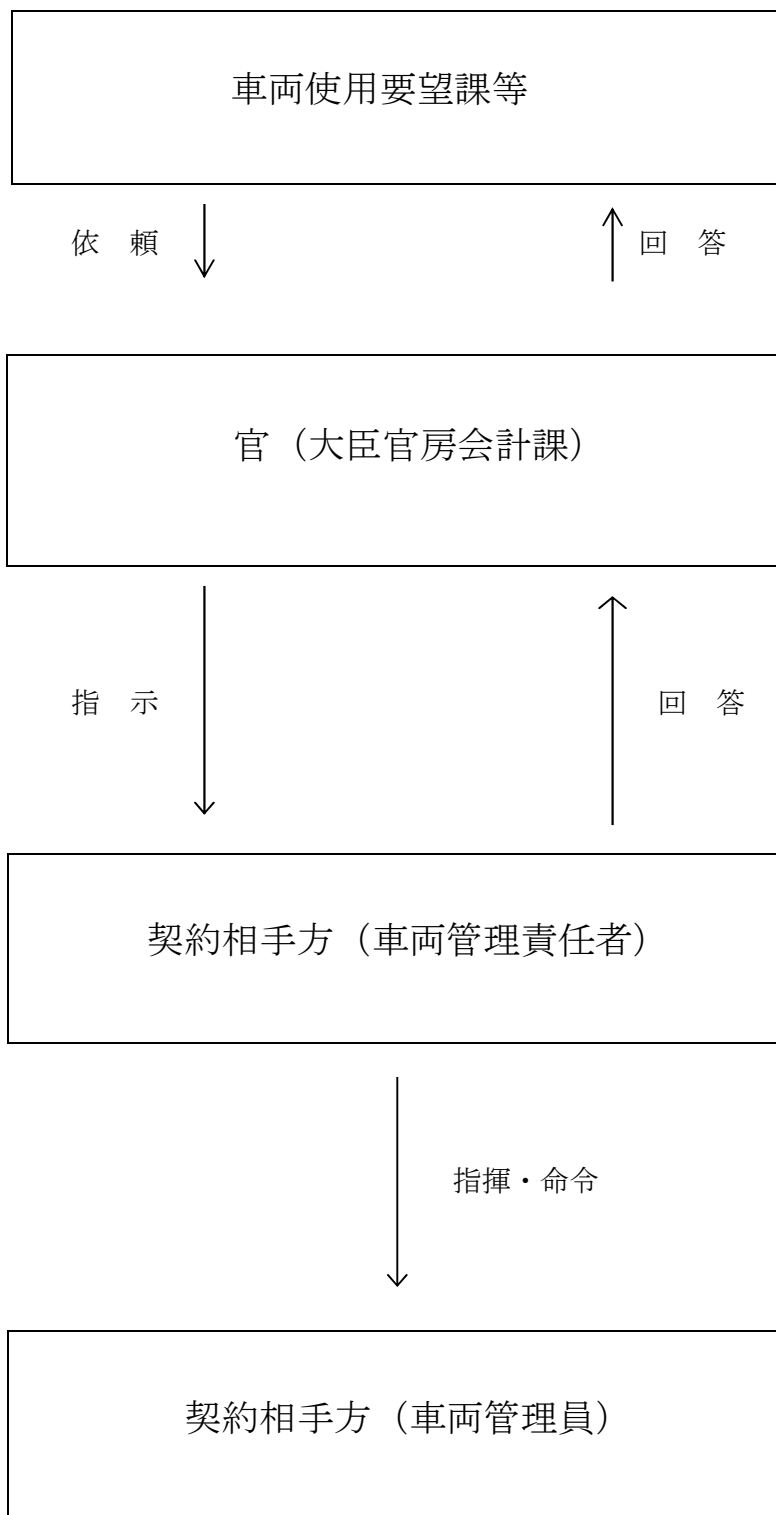 車両使用要望課等
依　頼
回　答
官（大臣官房会計課）
指　示
回　答
契約相手方（車両管理責任者）
指揮・命令
契約相手方（車両管理員）